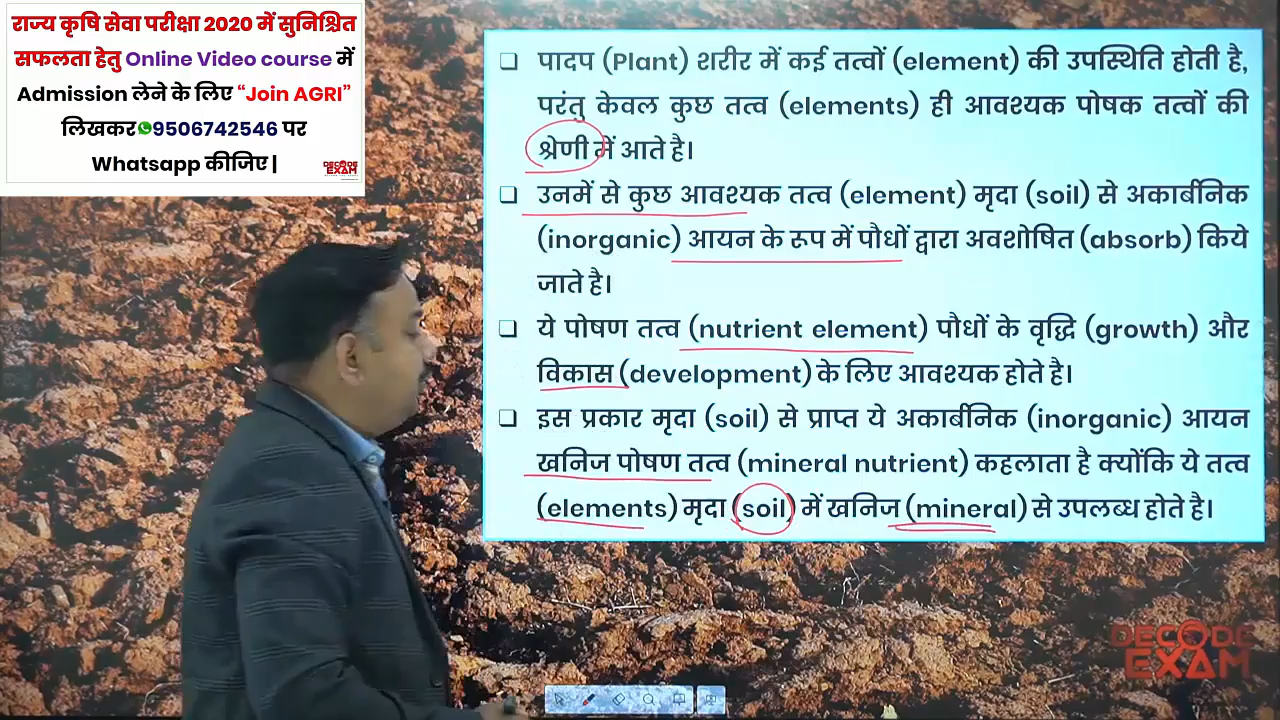 राज्य कृषि सेवा परीक्षा 2020 में सुनिश्चित
सफलता हेतु Online Video course में
Admission लेने के लिए “Join AGRI”
लिखकर 9506742546 पर
Whatsapp कीजिए |
DECODE
EXAM
पादप (Plant) शरीर में कई तत्वों (element) की उपस्थिति होती है,
परंतु केवल कुछ तत्व (elements) ही आवश्यक पोषक तत्वों की
श्रेणी में आते है।
उनमें से कुछ आवश्यक तत्व (element) मृदा (soil) से अकार्बनिक
(inorganic) आयन के रूप में पौधों द्वारा अवशोषित (absorb) किये
जाते है।
ये पोषण तत्व (nutrient element) पौधों के वृद्धि (growth) और
विकास (development) के लिए आवश्यक होते है।
इस प्रकार मृदा (soil) से प्राप्त ये अकार्बनिक (inorganic) आयन
खनिज पोषण तत्व (mineral nutrient) कहलाता है क्योंकि ये तत्व
(elements) मृदा (soil) में खनिज (mineral) से उपलब्ध होते है।
DECODE
EXAM